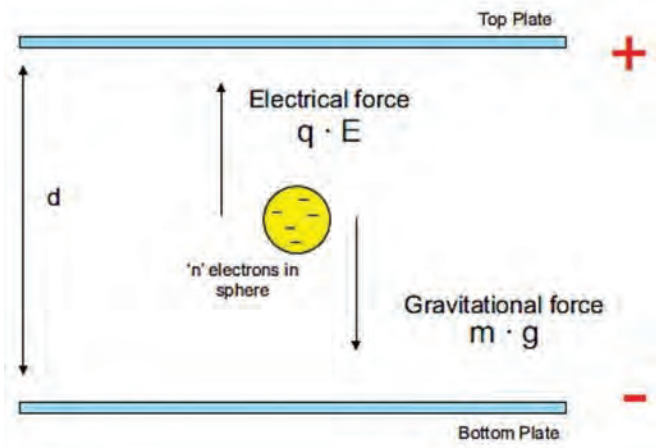 Top Plate
+
Electrical force
q · E
d
'n' electrons in
sphere
Gravitational force
m · g
-
Bottom Plate